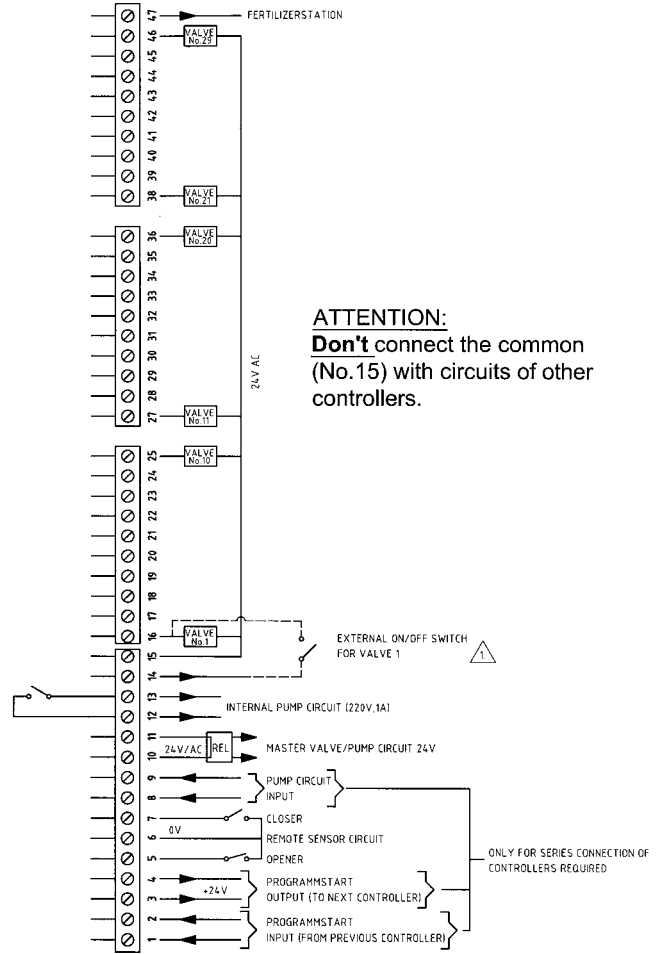 47 FERTILIZERSTATION
46 VALVE
No.29
45
44
43
42
41
40
39
38 VALVE
No.21
36 VALVE
No.20
35
34
33
32
31
30
29
28
27 VALVE
No.11
24V AC
ATTENTION:
Don't connect the common
(No.15) with circuits of other
controllers.
25 VALVE
No.10
24
23
22
21
20
19
18
17
16 VALVE
No.1
15
14
EXTERNAL ON/OFF SWITCH
FOR VALVE 1 1.
13
12
INTERNAL PUMP CIRCUIT (220V,1A)
11
10
24V/AC REL MASTER VALVE/PUMP CIRCUIT 24V
9 PUMP CIRCUIT
8 INPUT
7 CLOSER
6 0V REMOTE SENSOR CIRCUIT
5 OPENER
4 PROGRAMMSTART
3 +24V OUTPUT (TO NEXT CONTROLLER)
2 PROGRAMMSTART
1 INPUT (FROM PREVIOUS CONTROLLER)
ONLY FOR SERIES CONNECTION OF
CONTROLLERS REQUIRED